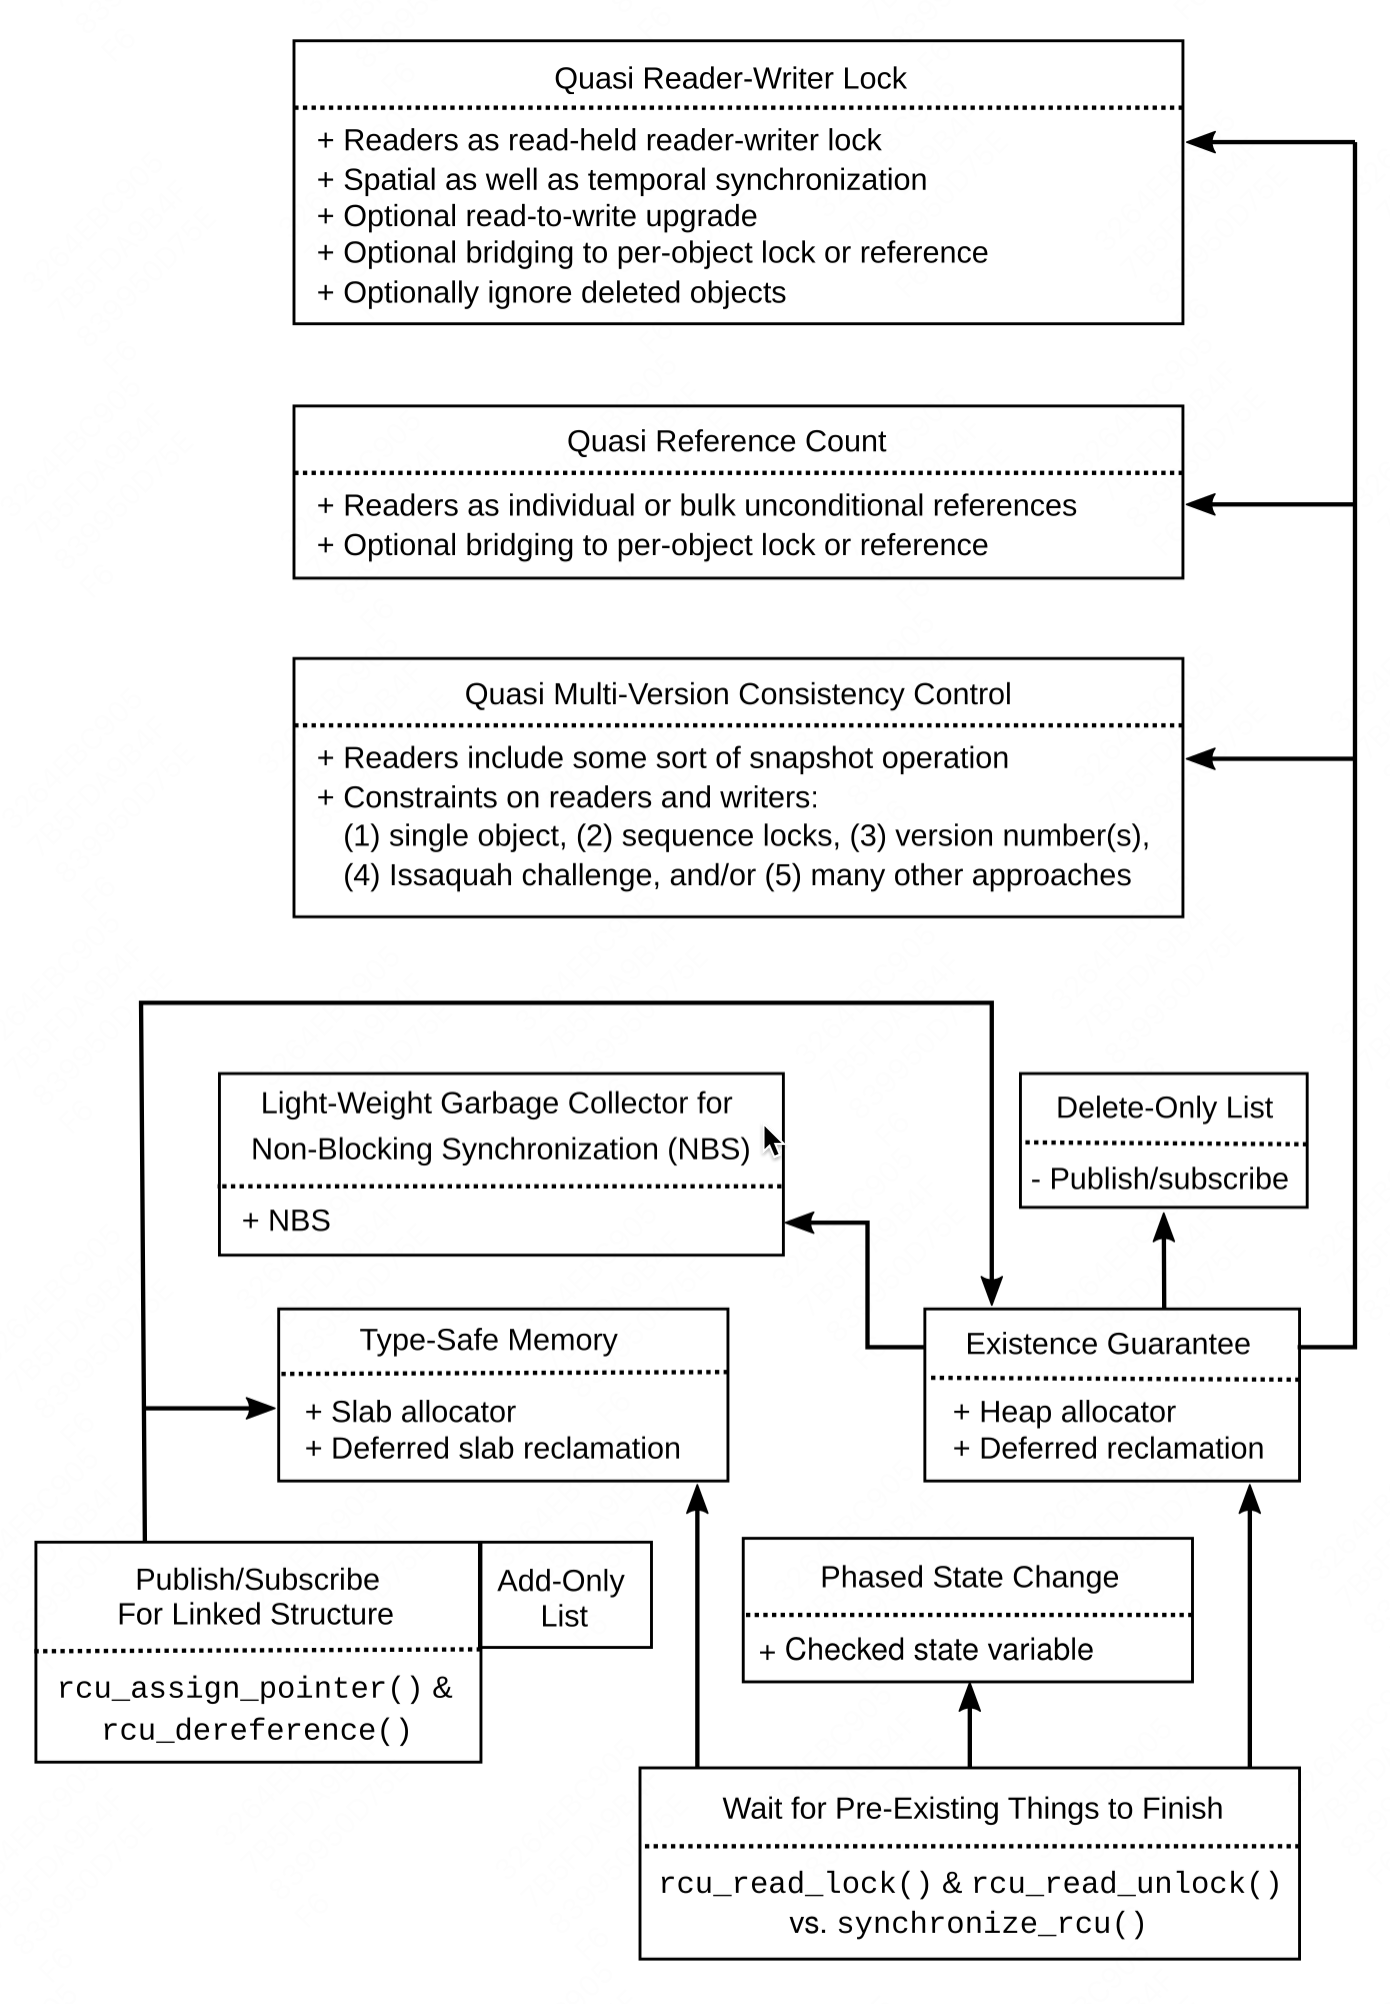 Quasi Reader-Writer Lock
+ Readers as read-held reader-writer lock
+ Spatial as well as temporal synchronization
+ Optional read-to-write upgrade
+ Optional bridging to per-object lock or reference
+ Optionally ignore deleted objects
Quasi Reference Count
+ Readers as individual or bulk unconditional references
+ Optional bridging to per-object lock or reference
Quasi Multi-Version Consistency Control
+ Readers include some sort of snapshot operation
+ Constraints on readers and writers:
(1) single object, (2) sequence locks, (3) version number(s),
(4) Issaquah challenge, and/or (5) many other approaches
Light-Weight Garbage Collector for
Non-Blocking Synchronization (NBS)
+ NBS
Delete-Only List
- Publish/subscribe
Type-Safe Memory
+ Slab allocator
+ Deferred slab reclamation
Existence Guarantee
+ Heap allocator
+ Deferred reclamation
Publish/Subscribe
For Linked Structure
rcu_assign_pointer() &
rcu_dereference()
Add-Only
List
Phased State Change
+ Checked state variable
Wait for Pre-Existing Things to Finish
rcu_read_lock() & rcu_read_unlock()
vs. synchronize_rcu()